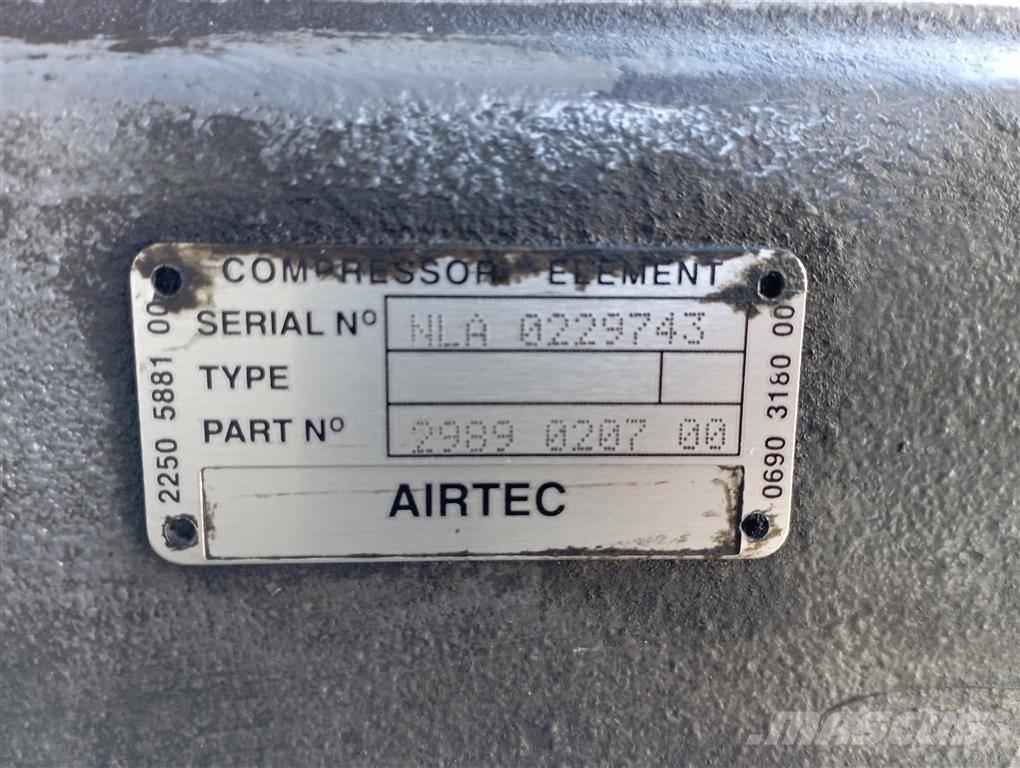 COMPRESSOR ELEMENT
SERIAL Nº NLA 0229743
TYPE
PART Nº 2989 0207 00
AIRTEC
2250 5881 00
0690 3180 00
mascus